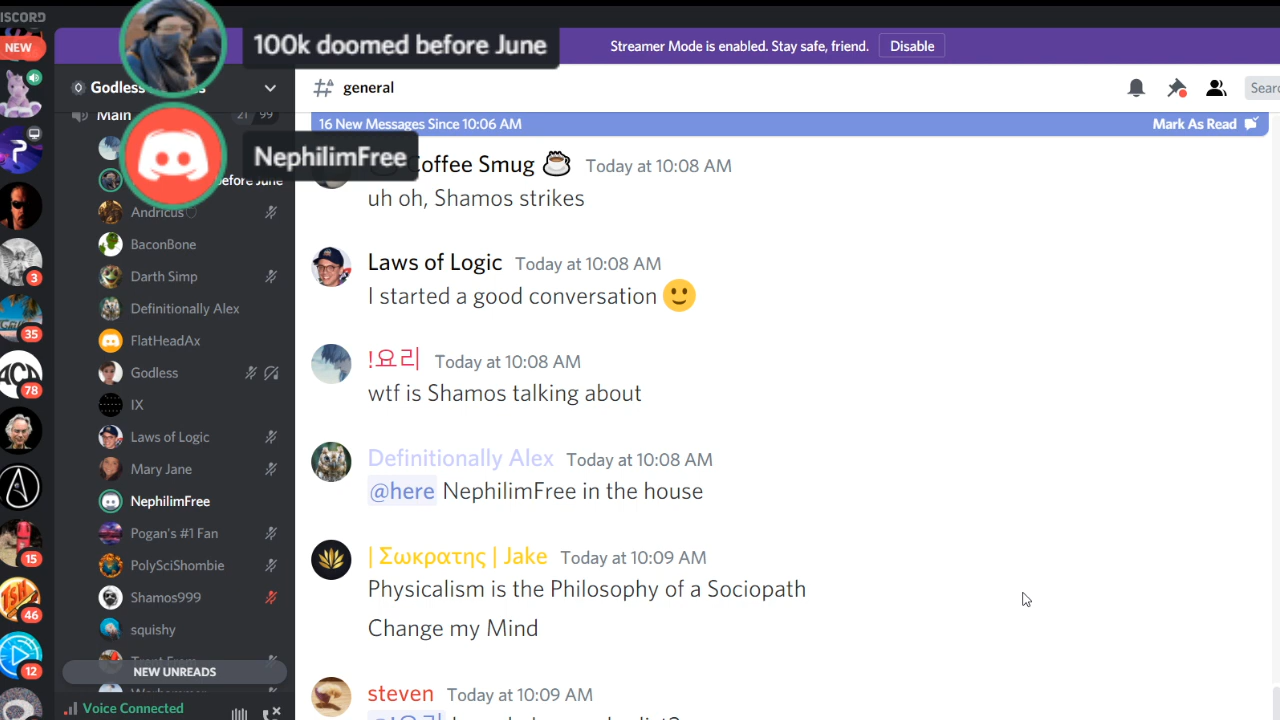 ISCORD
NEW
100k doomed before June
Streamer Mode is enabled. Stay safe, friend.
Disable
Godless
general
Main
21
99
NephilimFree
before June
Andricus
BaconBone
Darth Simp
Definitionally Alex
FlatHeadAx
Godless
IX
Laws of Logic
Mary Jane
NephilimFree
Pogan's #1 Fan
PolySciShombie
Shamos999
squishy
NEW UNREADS
Voice Connected
3
35
ACA
78
15
46
12
Sear
16 New Messages Since 10:06 AM
Mark As Read
Coffee Smug ☕ Today at 10:08 AM
uh oh, Shamos strikes
Laws of Logic Today at 10:08 AM
I started a good conversation 🙂
!요리 Today at 10:08 AM
wtf is Shamos talking about
Definitionally Alex Today at 10:08 AM
@here NephilimFree in the house
| Σωκρατης | Jake Today at 10:09 AM
Physicalism is the Philosophy of a Sociopath
Change my Mind
steven Today at 10:09 AM